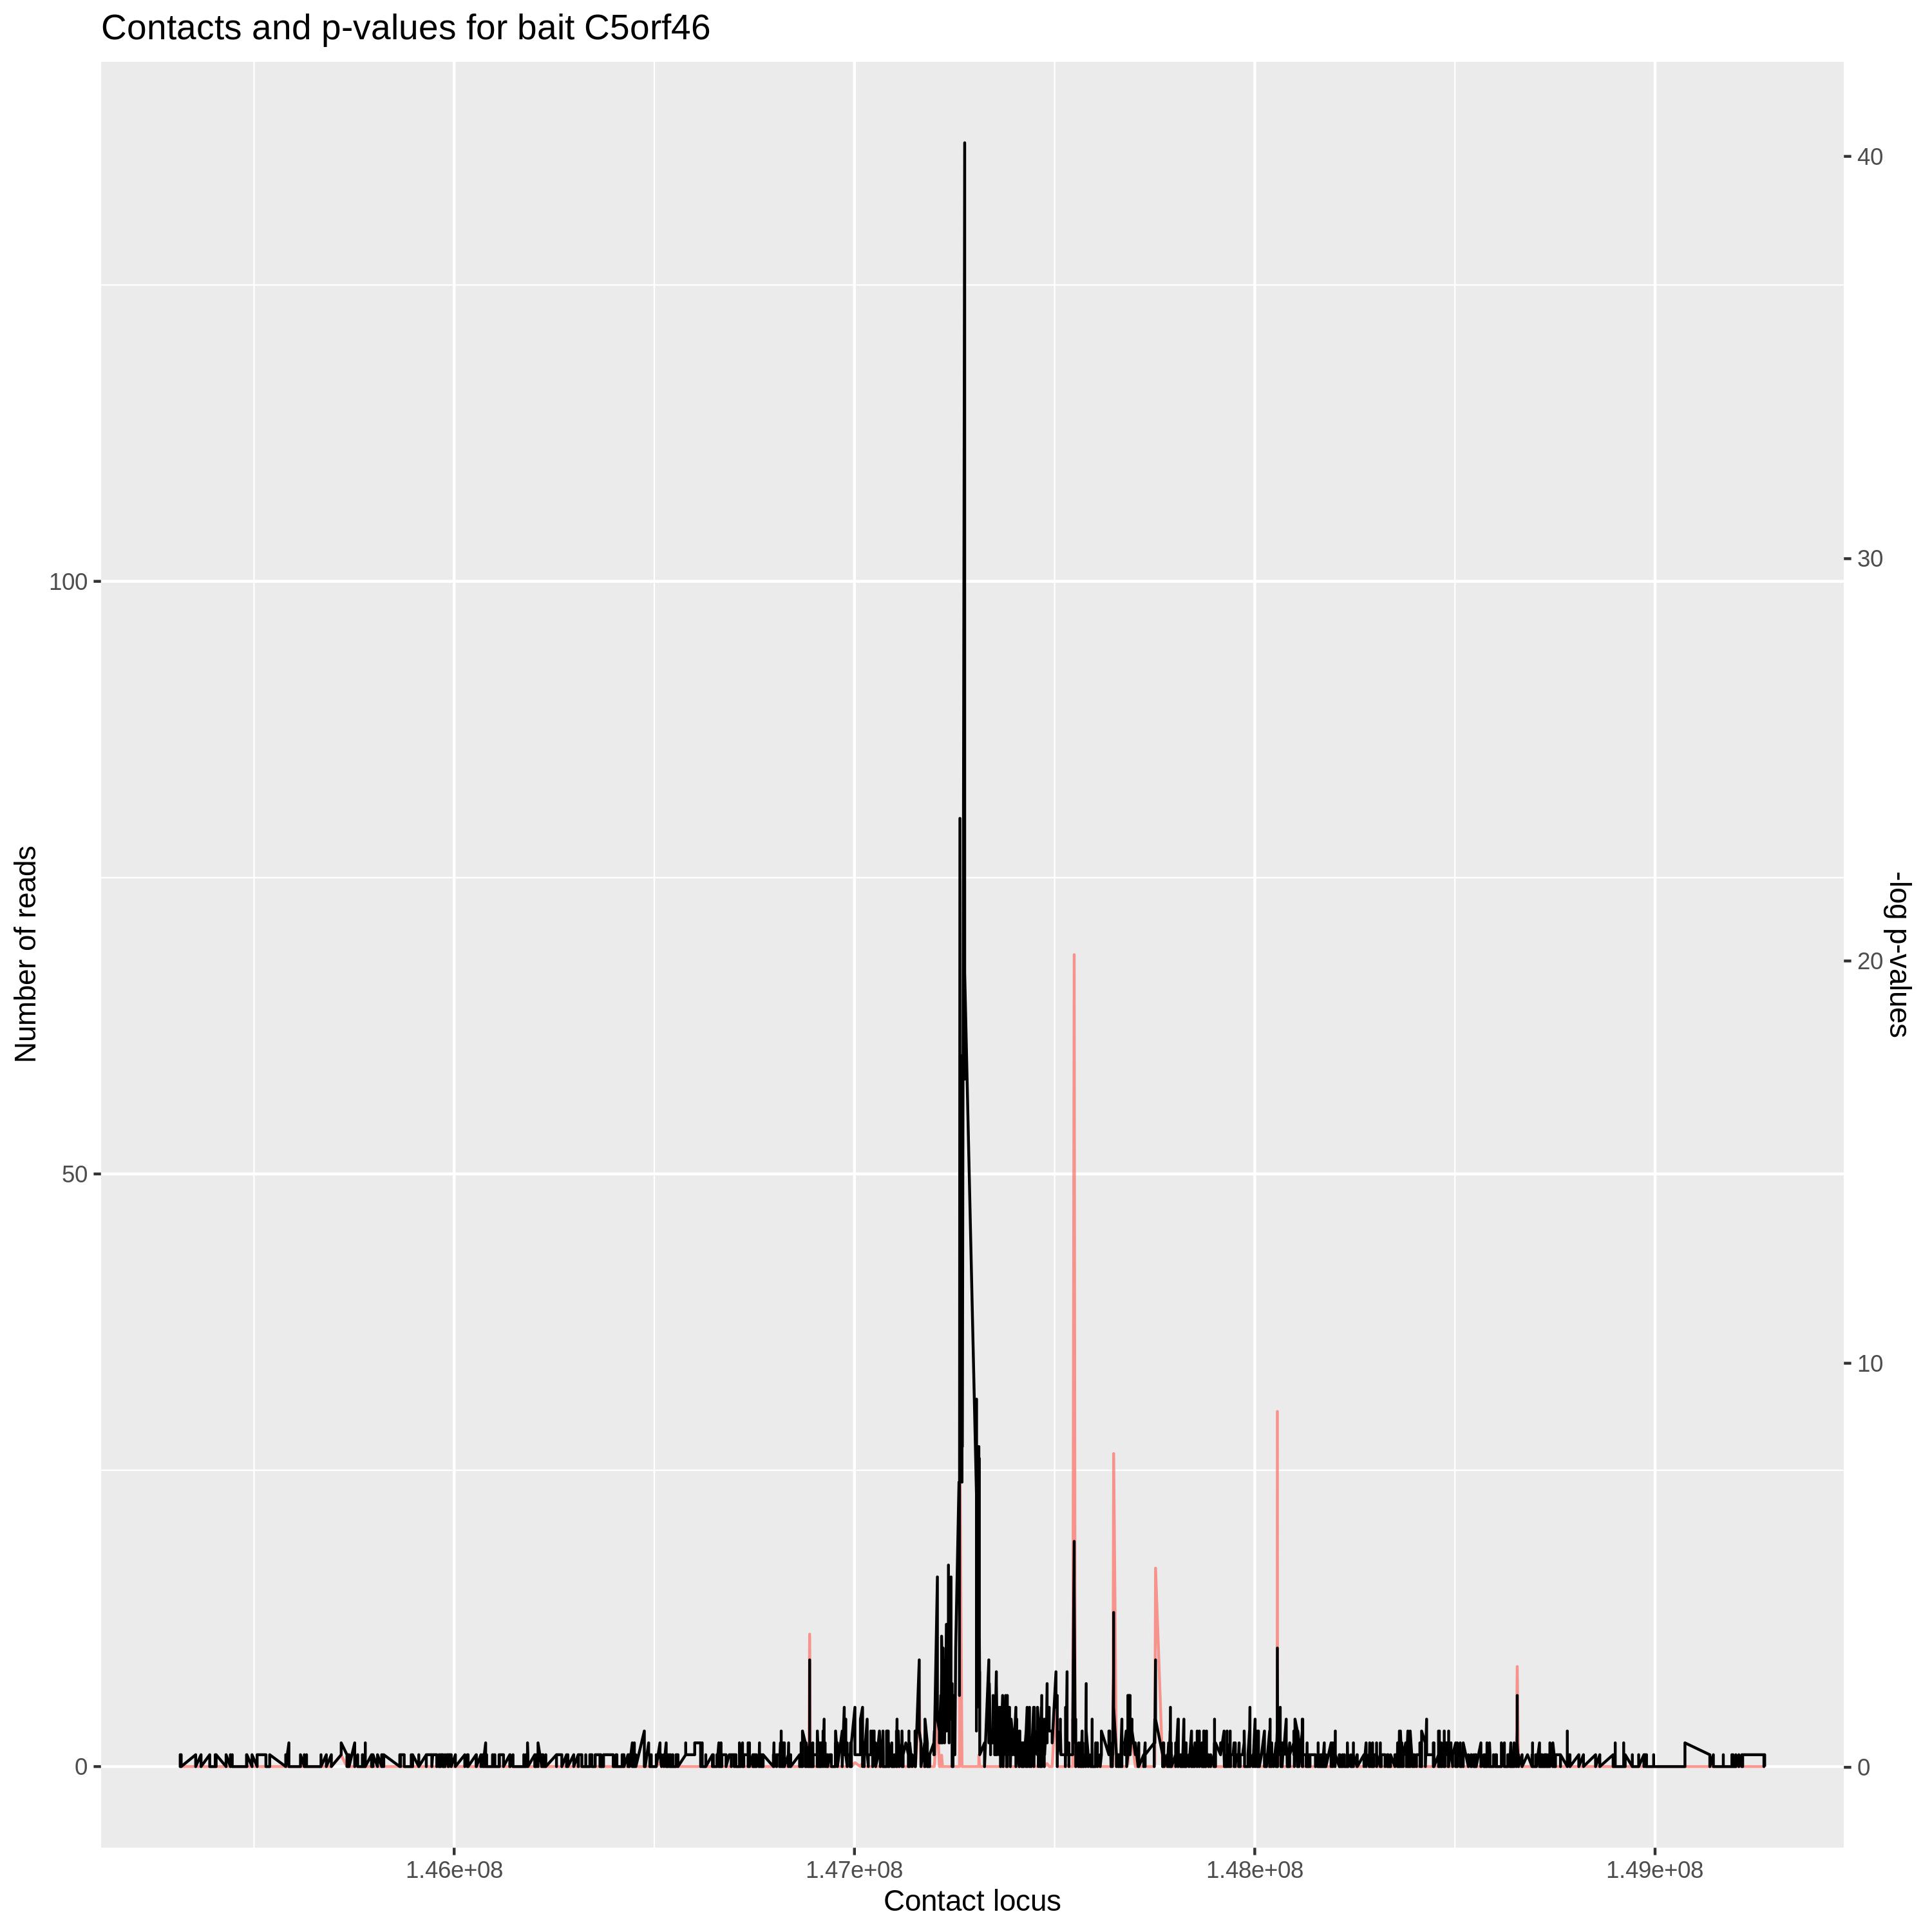 Contacts and p-values for bait C5orf46
Number of reads
100
50
0
40
30
20
10
0
-log p-values
1.46e+08
1.47e+08
1.48e+08
1.49e+08
Contact locus